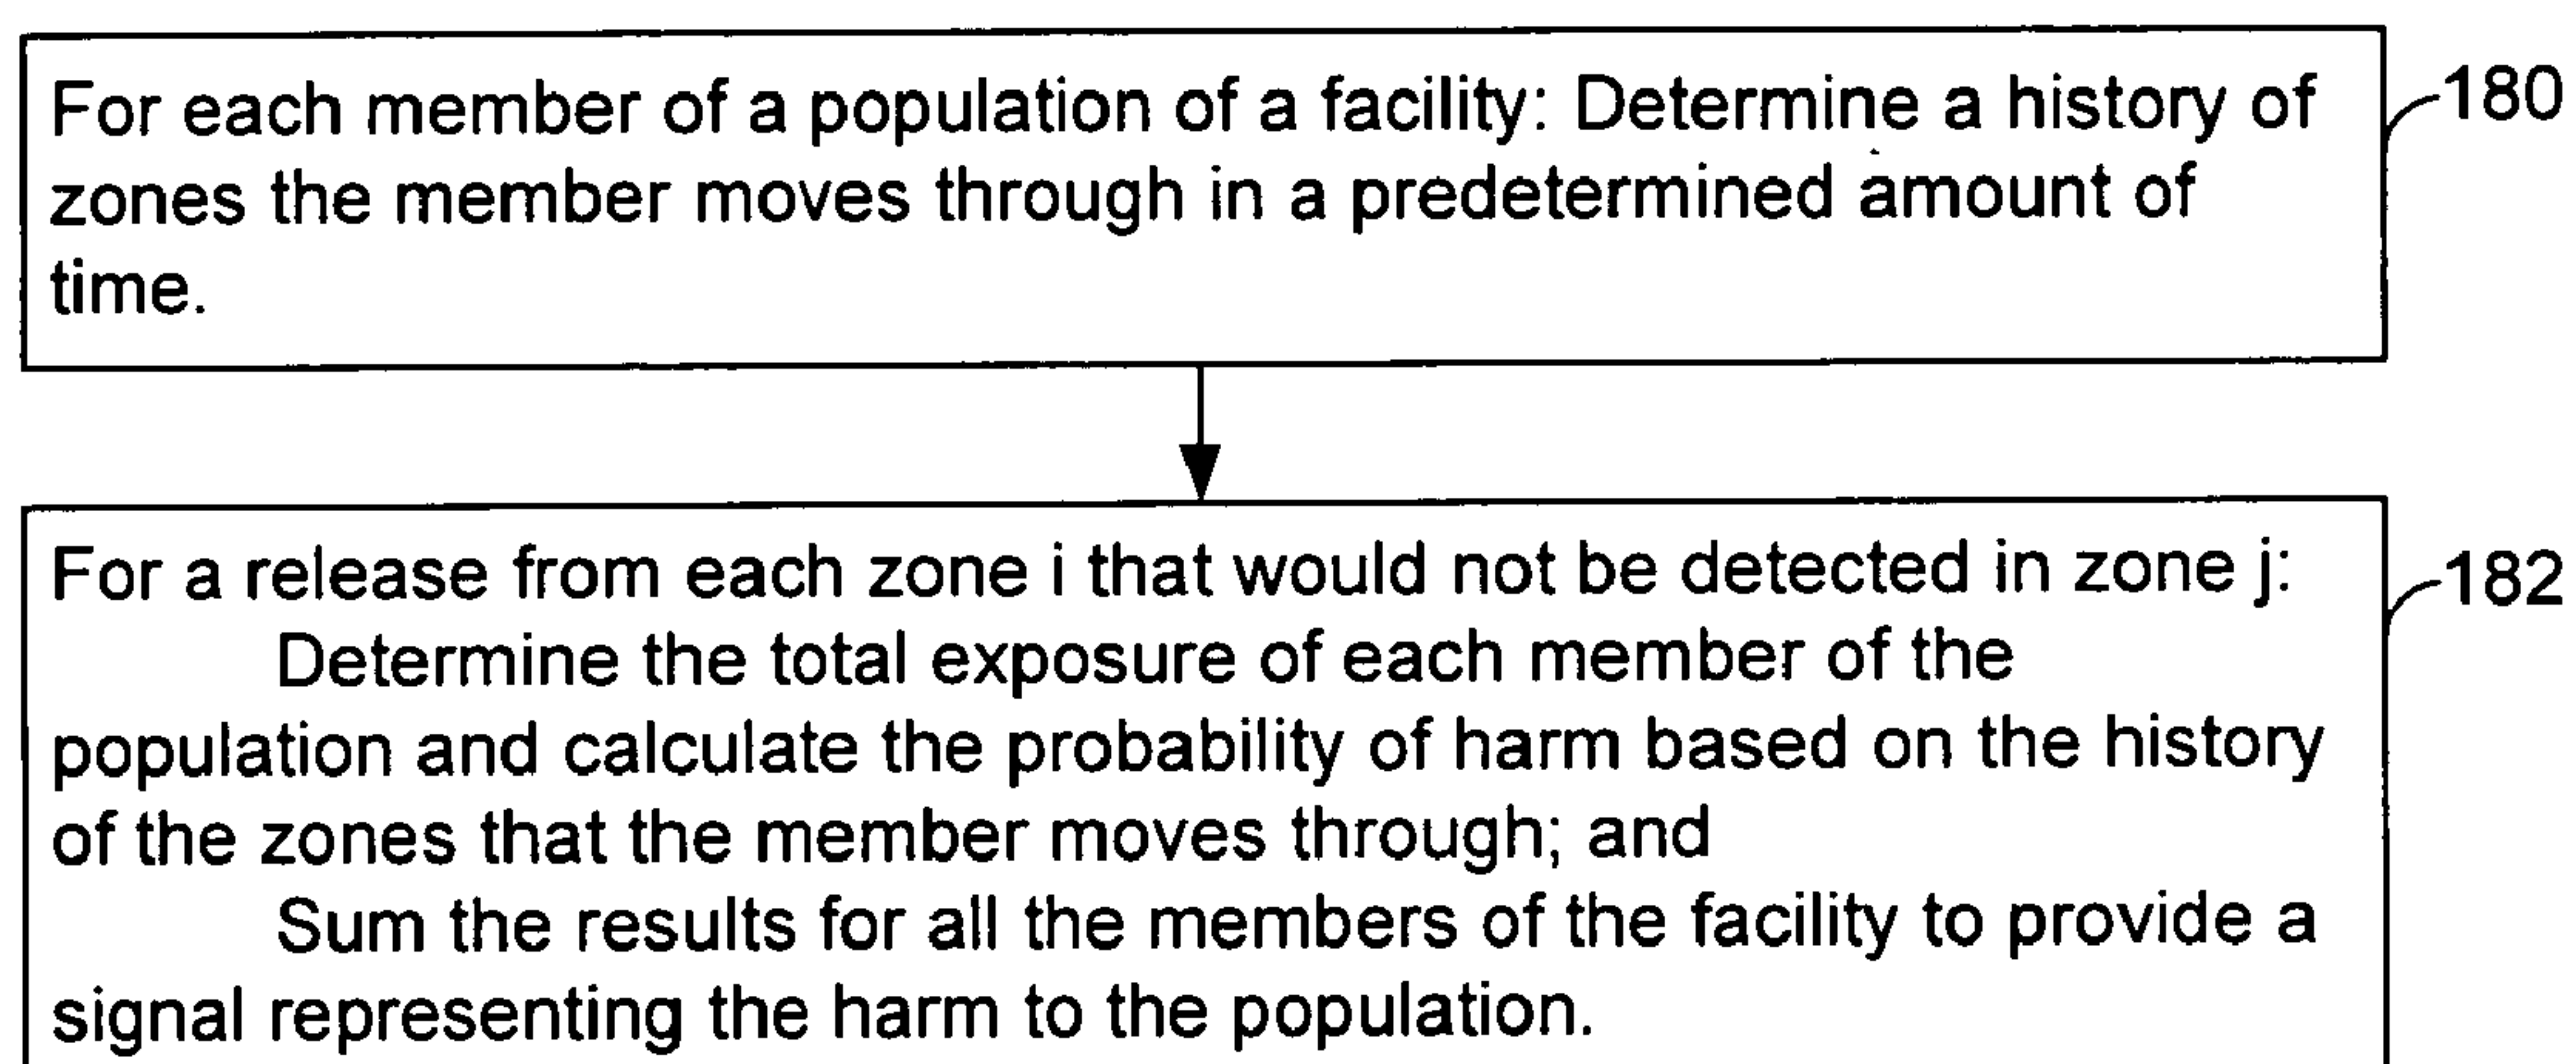 For each member of a population of a facility: Determine a history of
zones the member moves through in a predetermined amount of
time.
180
For a release from each zone i that would not be detected in zone j:
Determine the total exposure of each member of the
population and calculate the probability of harm based on the history
of the zones that the member moves through; and
Sum the results for all the members of the facility to provide a
signal representing the harm to the population.
182